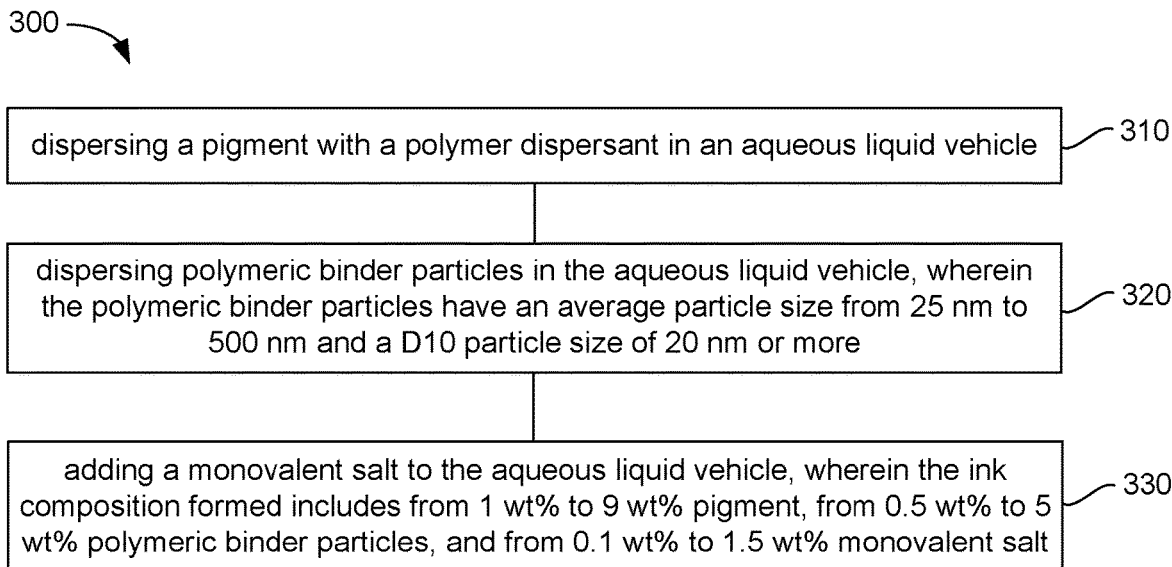 300
dispersing a pigment with a polymer dispersant in an aqueous liquid vehicle
310
dispersing polymeric binder particles in the aqueous liquid vehicle, wherein
the polymeric binder particles have an average particle size from 25 nm to
500 nm and a D10 particle size of 20 nm or more
320
adding a monovalent salt to the aqueous liquid vehicle, wherein the ink
composition formed includes from 1 wt% to 9 wt% pigment, from 0.5 wt% to 5
wt% polymeric binder particles, and from 0.1 wt% to 1.5 wt% monovalent salt
330